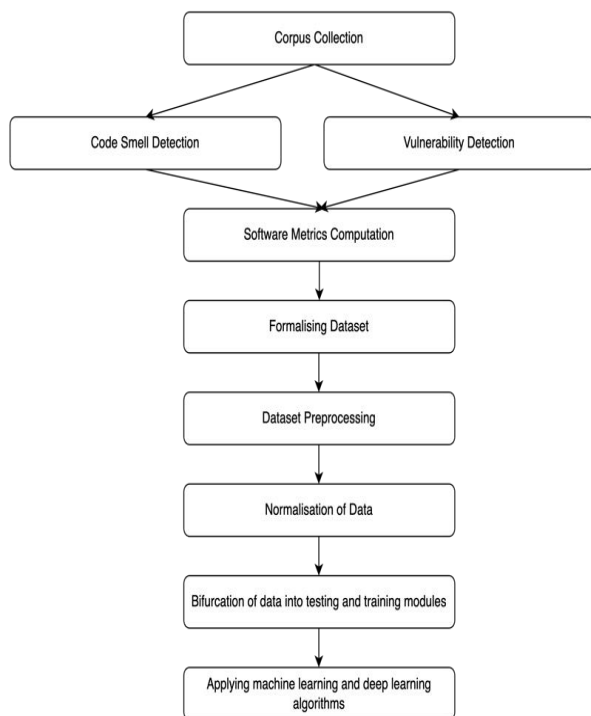 Corpus Collection
Code Smell Detection
Vulnerability Detection
Software Metrics Computation
Formalising Dataset
Dataset Preprocessing
Normalisation of Data
Bifurcation of data into testing and training modules
Applying machine learning and deep learning
algorithms